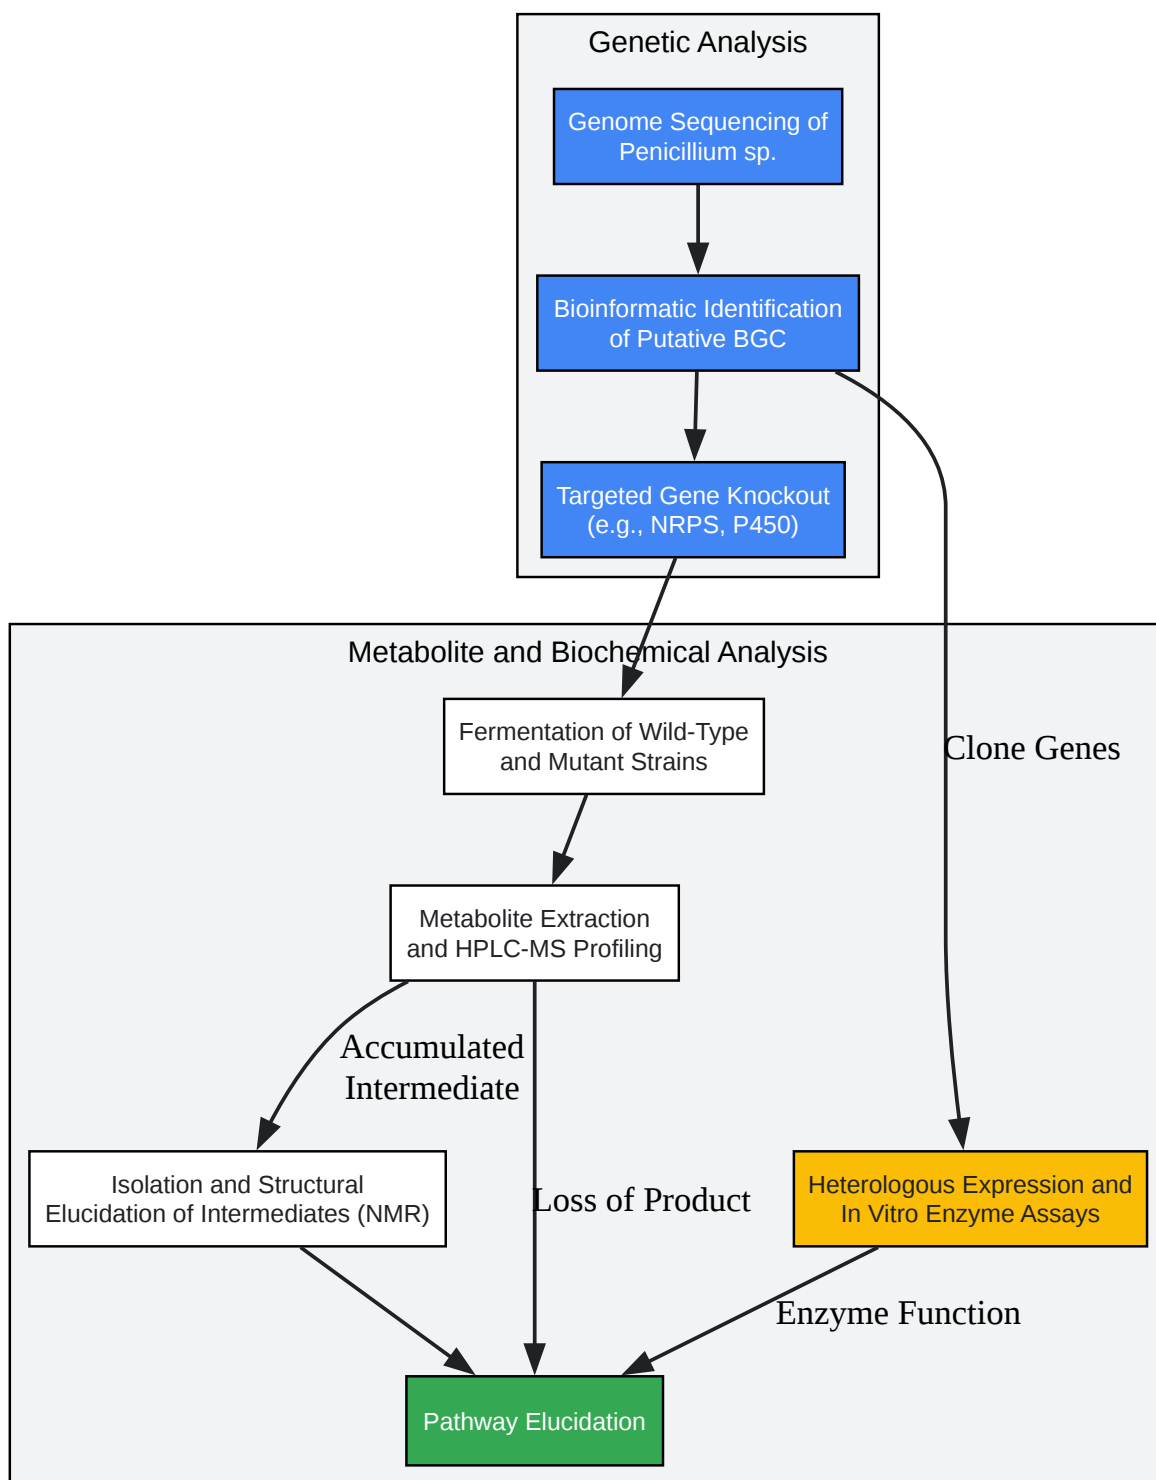 Genetic Analysis
Genome Sequencing of
Penicillium sp.
Bioinformatic Identification
of Putative BGC
Targeted Gene Knockout
(e.g., NRPS, P450)
Metabolite and Biochemical Analysis
Fermentation of Wild-Type
and Mutant Strains
Clone Genes
Metabolite Extraction
and HPLC-MS Profiling
Accumulated
Intermediate
Isolation and Structural
Elucidation of Intermediates (NMR)
Loss of Product
Heterologous Expression and
In Vitro Enzyme Assays
Enzyme Function
Pathway Elucidation